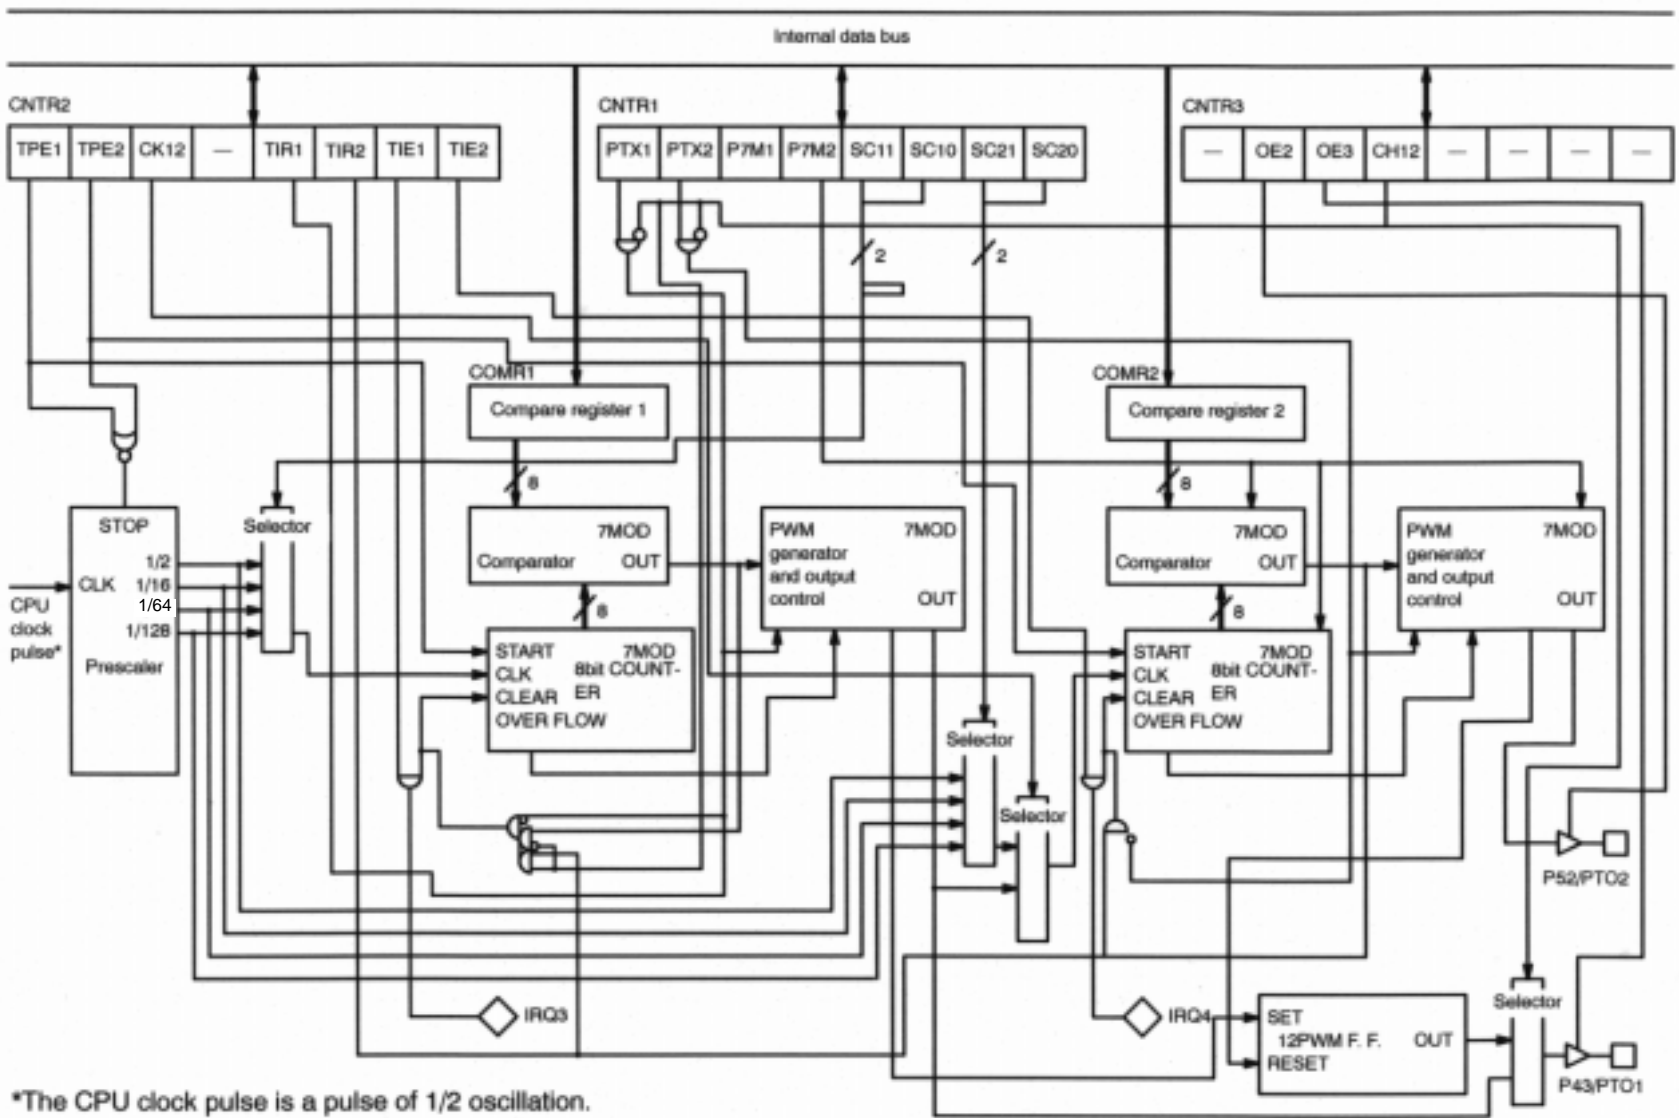 Internal data bus
CNTR2
CNTR1
CNTR3
TPE1 TPE2 CK12 — TIR1 TIR2 TIE1 TIE2
PTX1 PTX2 P7M1 P7M2 SC11 SC10 SC21 SC20
— OE2 OE3 CH12 — — — —
2
2
COMR1
COMR2
Compare register 1
Compare register 2
8
8
STOP
Selector
7MOD
Comparator OUT
PWM 7MOD
generator
and output
control OUT
7MOD
Comparator OUT
PWM 7MOD
generator
and output
control OUT
1/2
CLK 1/16
1/64
1/128
Prescaler
CPU
clock
pulse*
8
8
START 7MOD
CLK 8bit COUNT-
CLEAR ER
OVER FLOW
START 7MOD
CLK 8bit COUNT-
CLEAR ER
OVER FLOW
Selector
Selector
P52/PTO2
IRQ3
IRQ4
Selector
SET
12PWM F. F. OUT
RESET
P43/PTO1
*The CPU clock pulse is a pulse of 1/2 oscillation.